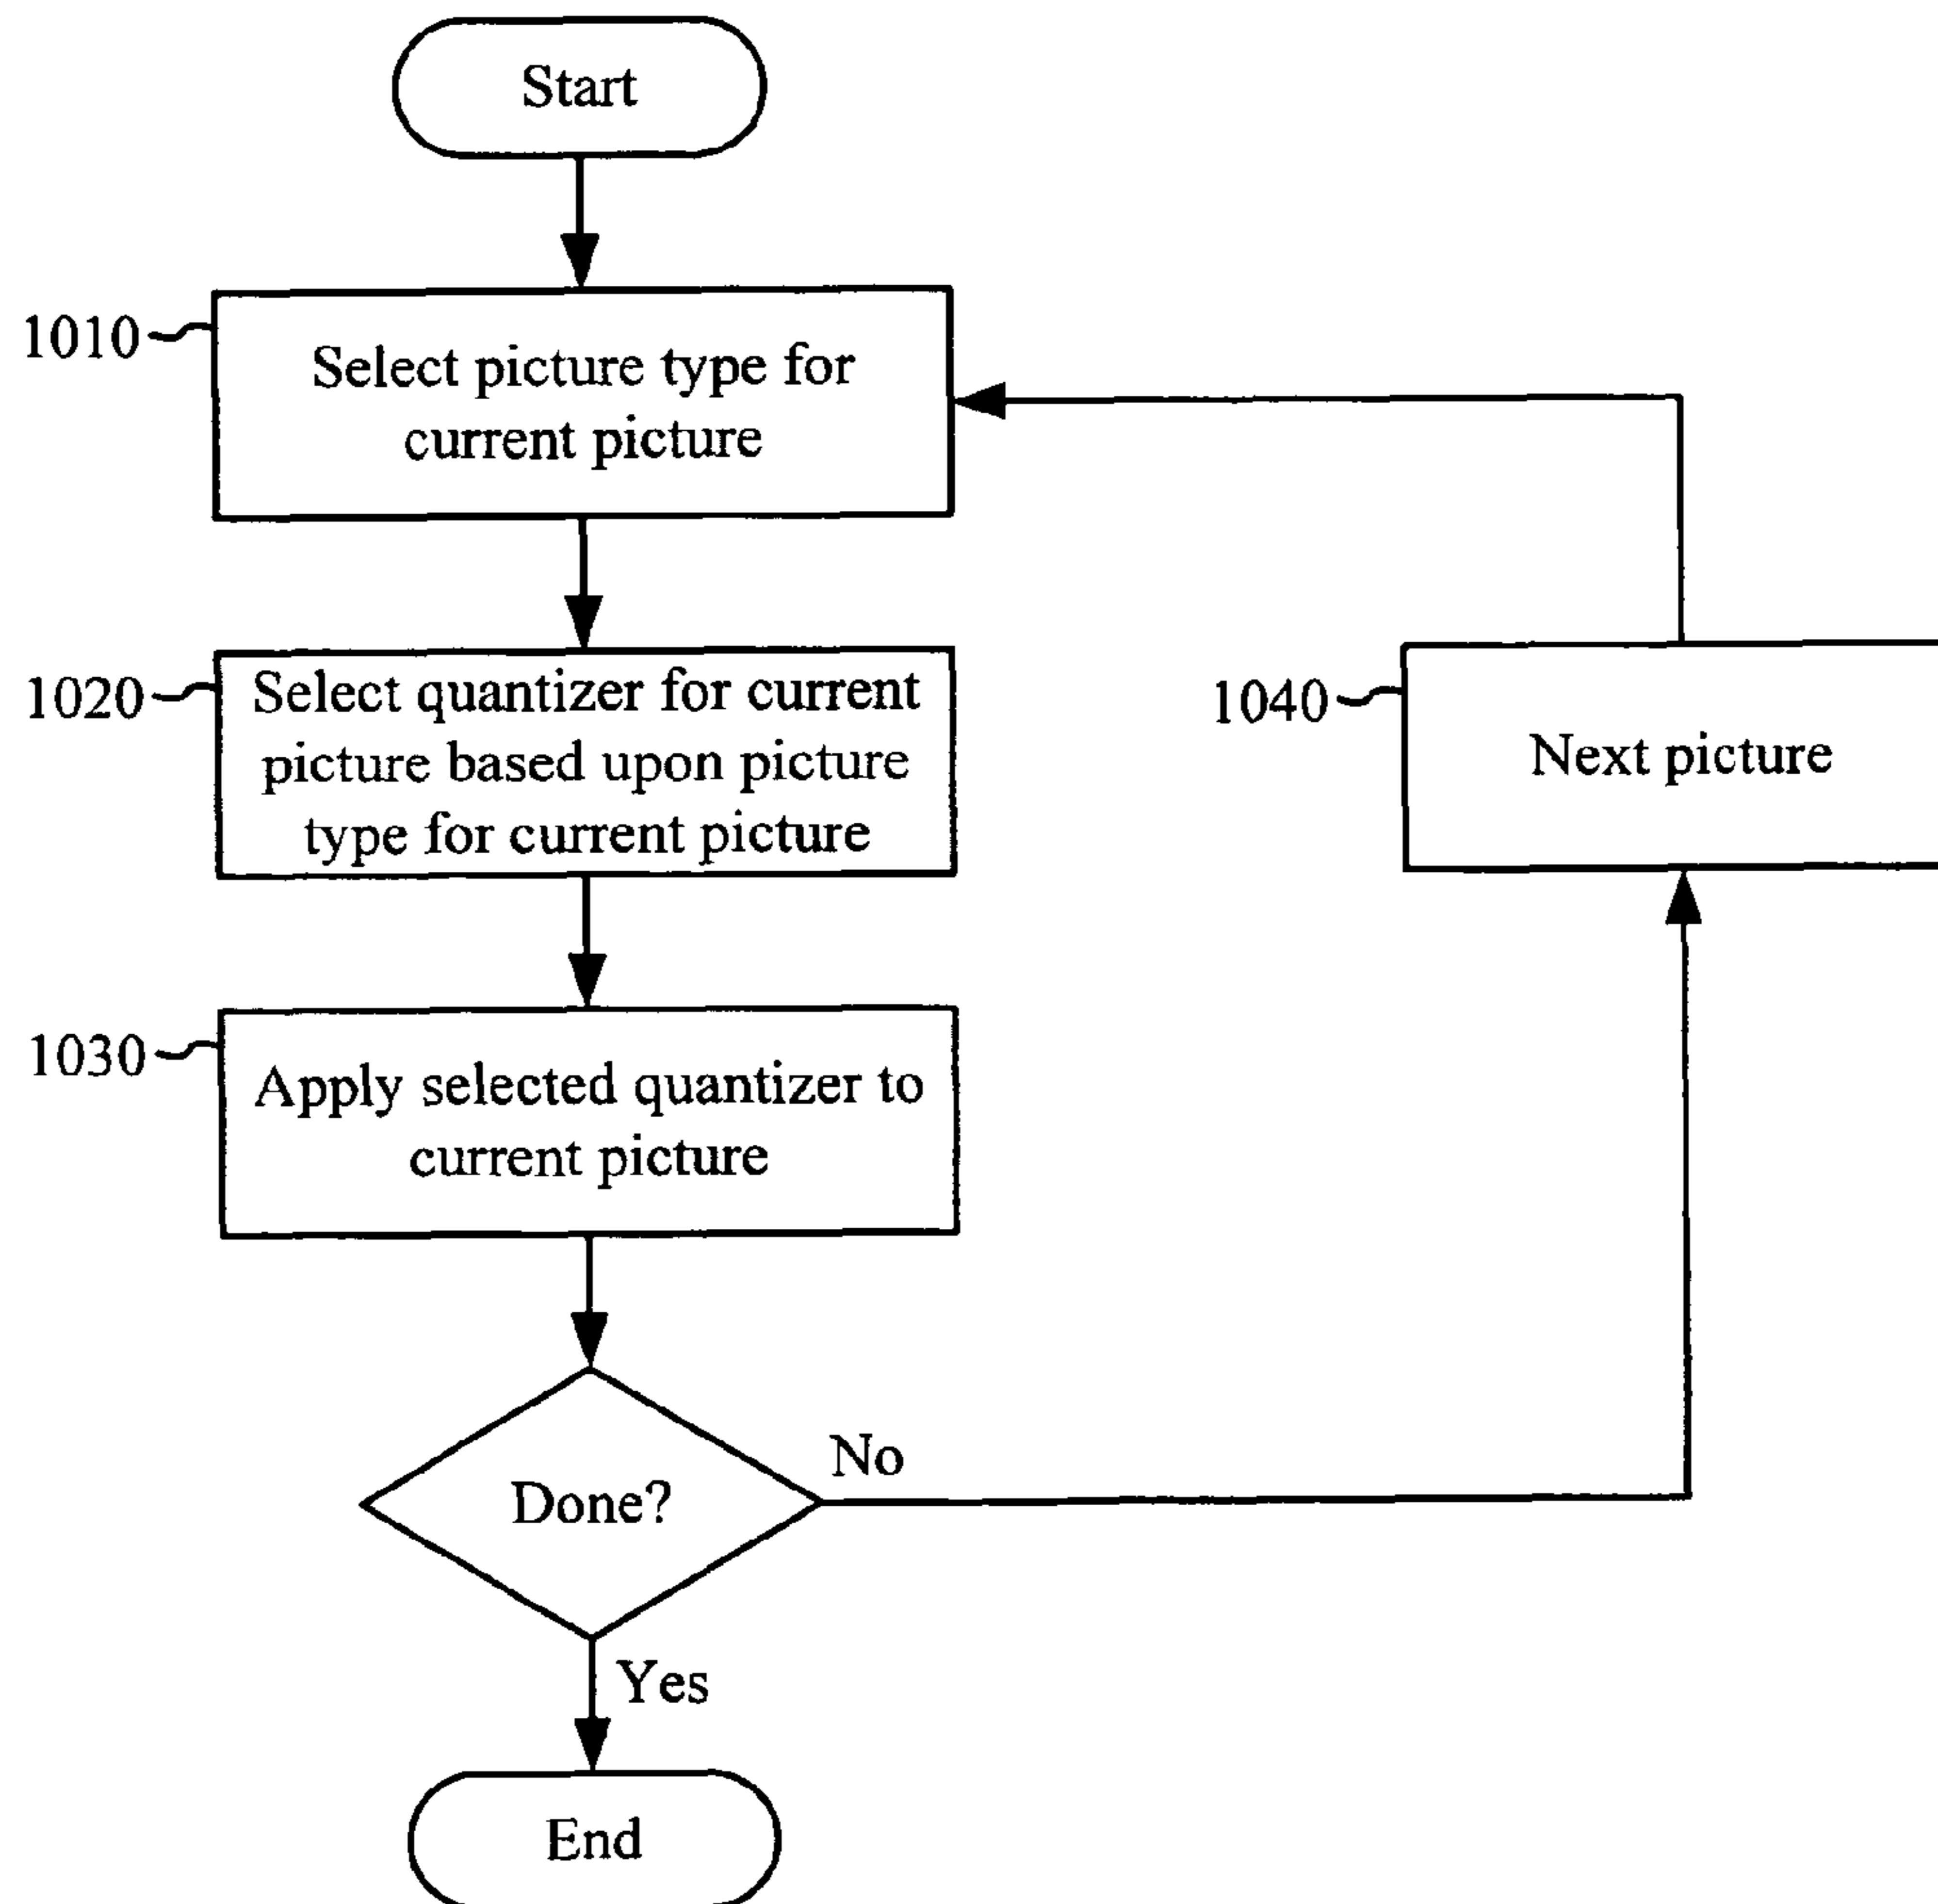 Start
1010
Select picture type for
current picture
1020
Select quantizer for current
picture based upon picture
type for current picture
1040
Next picture
1030
Apply selected quantizer to
current picture
Done?
No
Yes
End